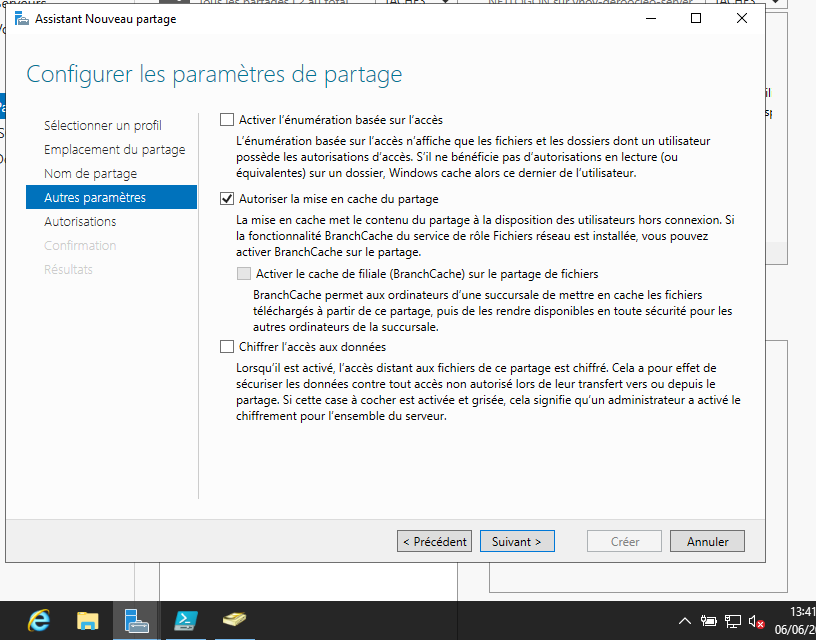 Assistant Nouveau partage
Configurer les paramètres de partage
Sélectionner un profil
Emplacement du partage
Nom de partage
Autres paramètres
Autorisations
Confirmation
Résultats
Activer l'énumération basée sur l'accès
L'énumération basée sur l'accès n'affiche que les fichiers et les dossiers dont un utilisateur
possède les autorisations d'accès. S'il ne bénéficie pas d'autorisations en lecture (ou
équivalentes) sur un dossier, Windows cache alors ce dernier de l'utilisateur.
Autoriser la mise en cache du partage
La mise en cache met le contenu du partage à la disposition des utilisateurs hors connexion. Si
la fonctionnalité BranchCache du service de rôle Fichiers réseau est installée, vous pouvez
activer BranchCache sur le partage.
Activer le cache de filiale (BranchCache) sur le partage de fichiers
BranchCache permet aux ordinateurs d'une succursale de mettre en cache les fichiers
téléchargés à partir de ce partage, puis de les rendre disponibles en toute sécurité pour les
autres ordinateurs de la succursale.
Chiffrer l'accès aux données
Lorsqu'il est activé, l'accès distant aux fichiers de ce partage est chiffré. Cela a pour effet de
sécuriser les données contre tout accès non autorisé lors de leur transfert vers ou depuis le
partage. Si cette case à cocher est activée et grisée, cela signifie qu'un administrateur a activé le
chiffrement pour l'ensemble du serveur.
< Précédent
Suivant >
Créer
Annuler
13:41
06/06/20